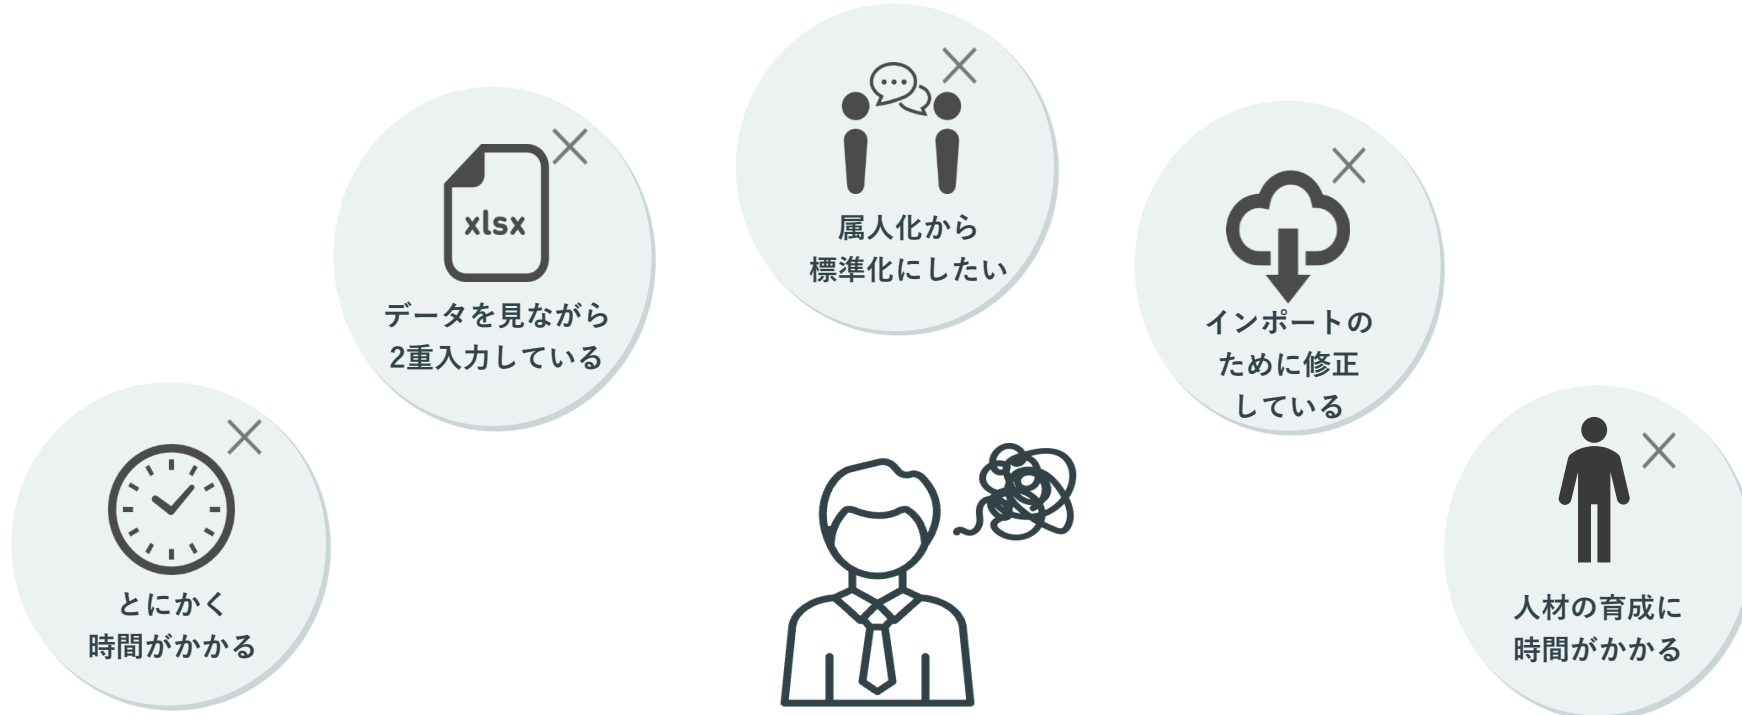 とにかく
時間がかかる
xlsx
データを見ながら
2重入力している
属人化から
標準化にしたい
インポートの
ために修正
している
人材の育成に
時間がかかる